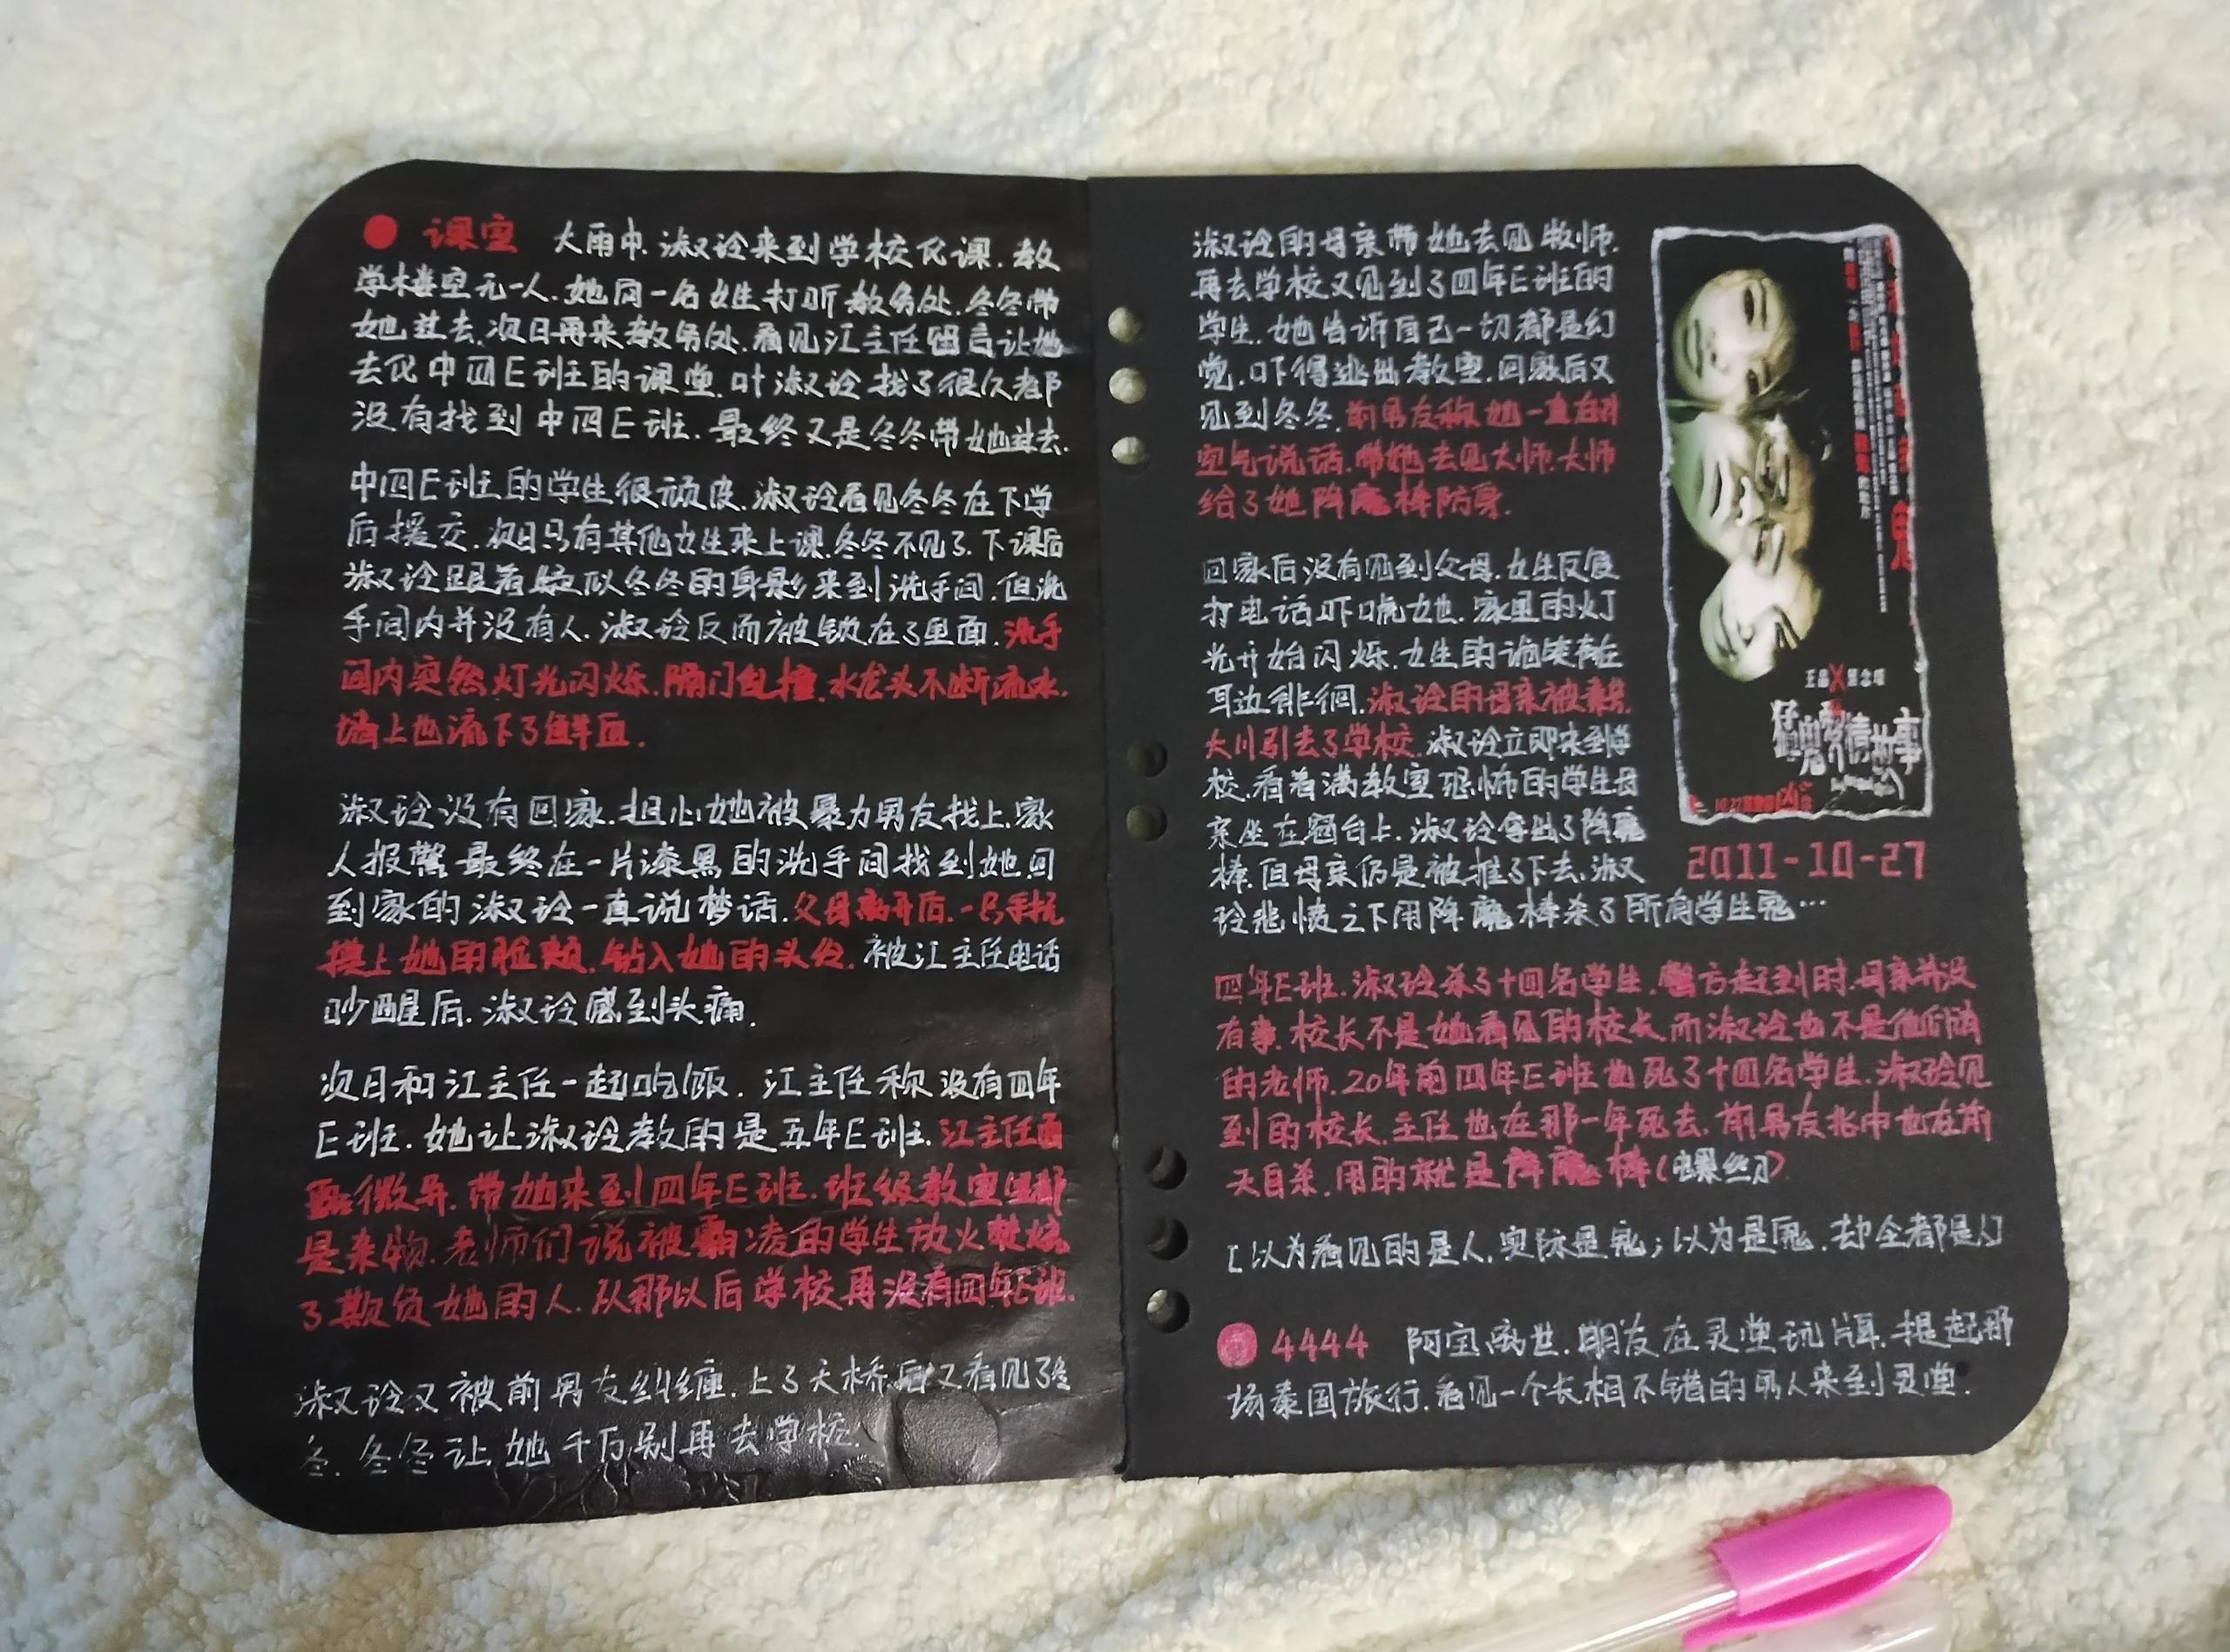 课室 大雨中.淑玲来到学校代课.教
学楼空无一人.她向一名女生打听教务处.冬冬带
她过去.次日再来教务处.看见江主任留言让她
去代中四E班的课堂.叶淑玲找了很久都
没有找到中四E班.最终又是冬冬带她过去.
中四E班的学生很顽皮.淑玲看见冬冬在下学
后援交.次日只有其他女生来上课.冬冬不见了.下课后
淑玲跟着疑似冬冬的身影来到洗手间.但洗
手间内并没有人.淑玲反而被锁在了里面.洗手
间内突然灯光闪烁.隔门乱撞.水龙头不断流水.
墙上也流下了鲜血.
淑玲没有回家.担心她被暴力男友找上.家
人报警最终在一片漆黑的洗手间找到她回
到家的淑玲一直说梦话.父母离开后.一只手抚
摸上她的脸颊.钻入她的头发.被江主任电话
吵醒后.淑玲感到头痛.
次日和江主任一起吃饭.江主任称没有四年
E班.她让淑玲教的是五年E班.江主任面
露微异.带她来到四年E班.班级教室里都
是杂物.老师们说被霸凌的学生放火焚烧
了欺负她的人.从那以后学校再没有四年E班.
淑玲又被前男友纠缠.上了天桥后又看见了冬
冬.冬冬让她千万别再去学校.
淑玲的母亲带她去见牧师.
再去学校又见到了四年E班的
学生.她告诉自己一切都是幻
觉.吓得逃出教室.回家后又
见到冬冬.前男友称她一直在对
空气说话.带她去见大师.大师
给了她降魔棒防身.
回家后没有见到父母.女生反复
打电话吓唬她.家里的灯
光开始闪烁.女生的诡笑声在
耳边徘徊.淑玲的母亲被
大川引去了学校.淑玲立即来到学
校.看着满教室恐怖的学生母
亲坐在窗台上.淑玲拿出了降魔
棒.但母亲仍是被推了下去.淑
玲悲愤之下用降魔棒杀了所有学生鬼…
王晶X
猛鬼爱情故事
2011-10-27
四年E班.淑玲杀了十四名学生.警方赶到时.母亲并没
有事.校长不是她看见的校长而淑玲也不是他们请
的老师.20年前四年E班也死了十四名学生.淑玲见
到的校长.主任也在那一年死去.前男友北中也在前
天自杀.用的就是降魔棒(螺丝刀)
[以为看见的是人.实际是鬼;以为是鬼.却全都是人]
4444 阿宝离世.朋友在灵堂玩牌.提起那
场泰国旅行.看见一个长相不错的男人来到灵堂.